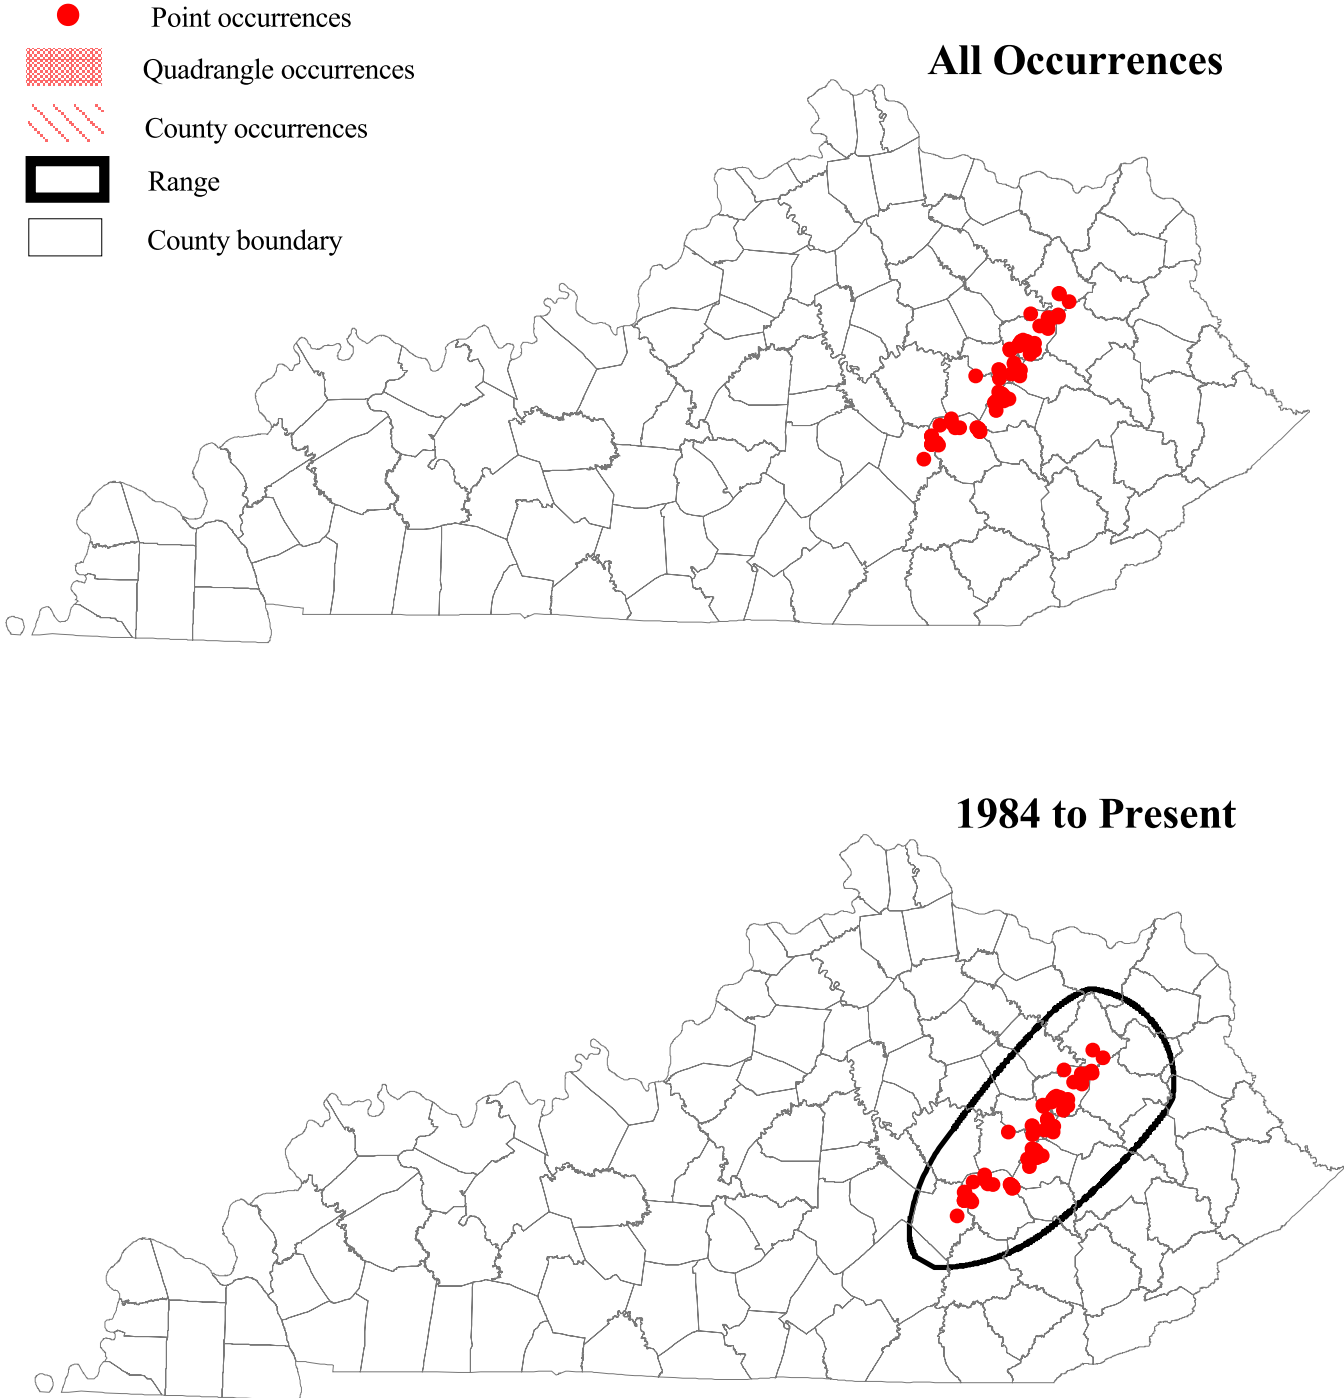 Point occurrences
Quadrangle occurrences
County occurrences
Range
County boundary
All Occurrences
1984 to Present